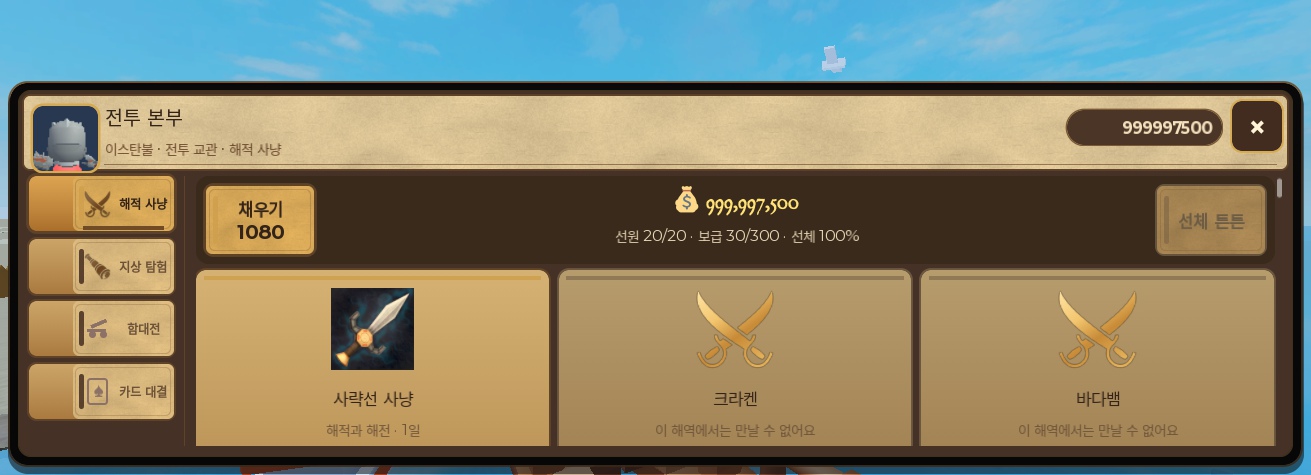 전투 본부
이스탄불 · 전투 교관 · 해적 사냥
999997500
×
해적 사냥
지상 탐험
함대전
카드 대결
채우기
1080
999,997,500
선원 20/20 · 보급 30/300 · 선체 100%
선체 튼튼
사략선 사냥
해적과 해전 · 1일
크라켄
이 해역에서는 만날 수 없어요
바다뱀
이 해역에서는 만날 수 없어요